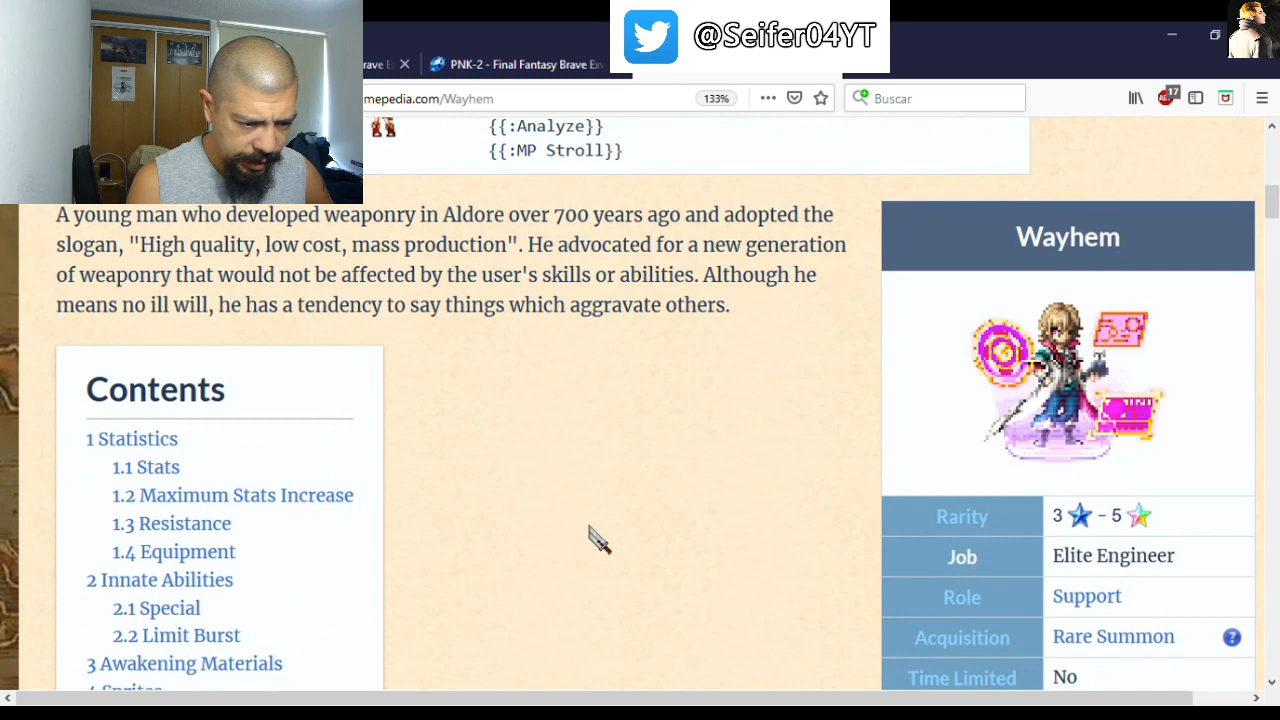 @Seifer04YT
rave E
PNK-2 - Final Fantasy Brave Exv
mepedia.com/Wayhem
133%
Buscar
17
{{:Analyze}}
{{:MP Stroll}}
A young man who developed weaponry in Aldore over 700 years ago and adopted the
slogan, "High quality, low cost, mass production". He advocated for a new generation
of weaponry that would not be affected by the user's skills or abilities. Although he
means no ill will, he has a tendency to say things which aggravate others.
Wayhem
Contents
1 Statistics
1.1 Stats
1.2 Maximum Stats Increase
1.3 Resistance
1.4 Equipment
2 Innate Abilities
2.1 Special
2.2 Limit Burst
3 Awakening Materials
4 Sprites
Rarity 3 - 5
Job Elite Engineer
Role Support
Acquisition Rare Summon ?
Time Limited No